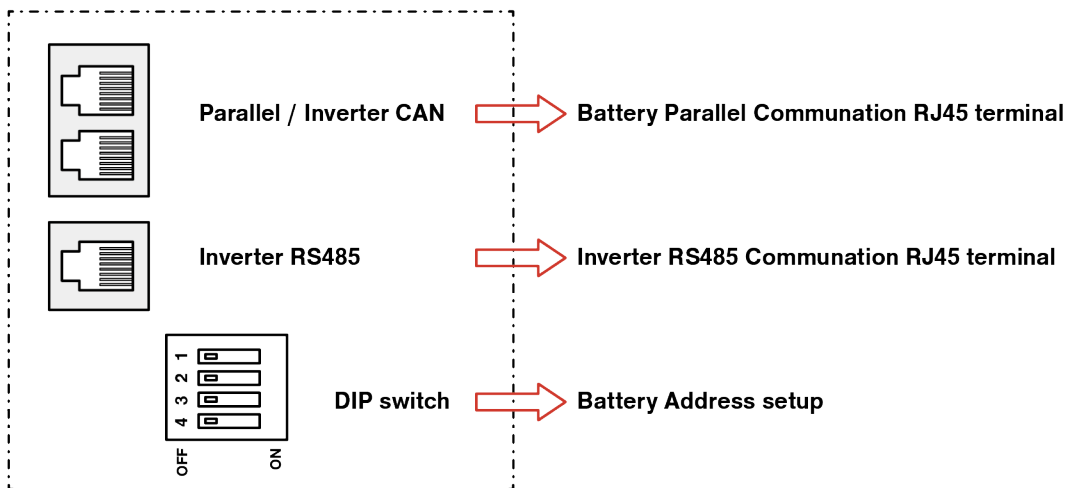 Parallel / Inverter CAN
Battery Parallel Communation RJ45 terminal
Inverter RS485
Inverter RS485 Communation RJ45 terminal
1
2
3
4
DIP switch
Battery Address setup
OFF
ON